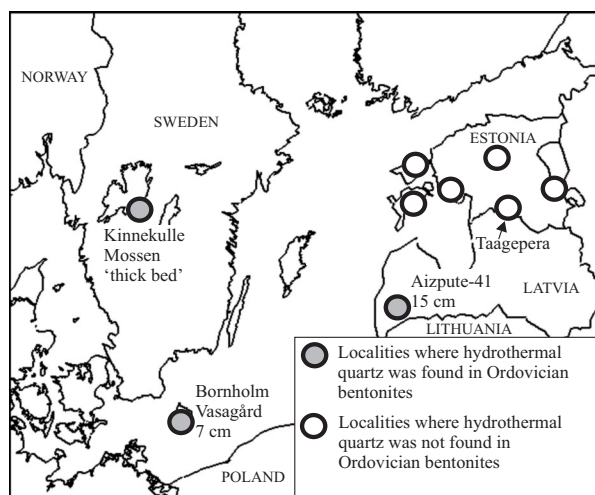 NORWAY
SWEDEN
ESTONIA
Kinnekulle
Mossen
‘thick bed’
Taagepera
Aizpute-41
15 cm
LATVIA
LITHUANIA
Bornholm
Vasagård
7 cm
POLAND
Localities where hydrothermal
quartz was found in Ordovician
bentonites
Localities where hydrothermal
quartz was not found in
Ordovician bentonites